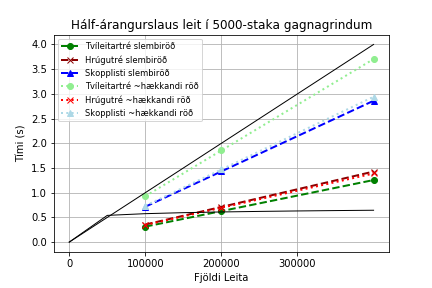 Hálf-árangurslaus leit í 5000-staka gagnagrindum
4.0
3.5
3.0
2.5
2.0
1.5
1.0
0.5
0.0
Tími (s)
Tvíleitartré slembiröð
Hrúgutré slembiröð
Skopplisti slembiröð
Tvíleitartré ~hækkandi röð
Hrúgutré ~hækkandi röð
Skopplisti ~hækkandi röð
0
100000
200000
300000
Fjöldi Leita